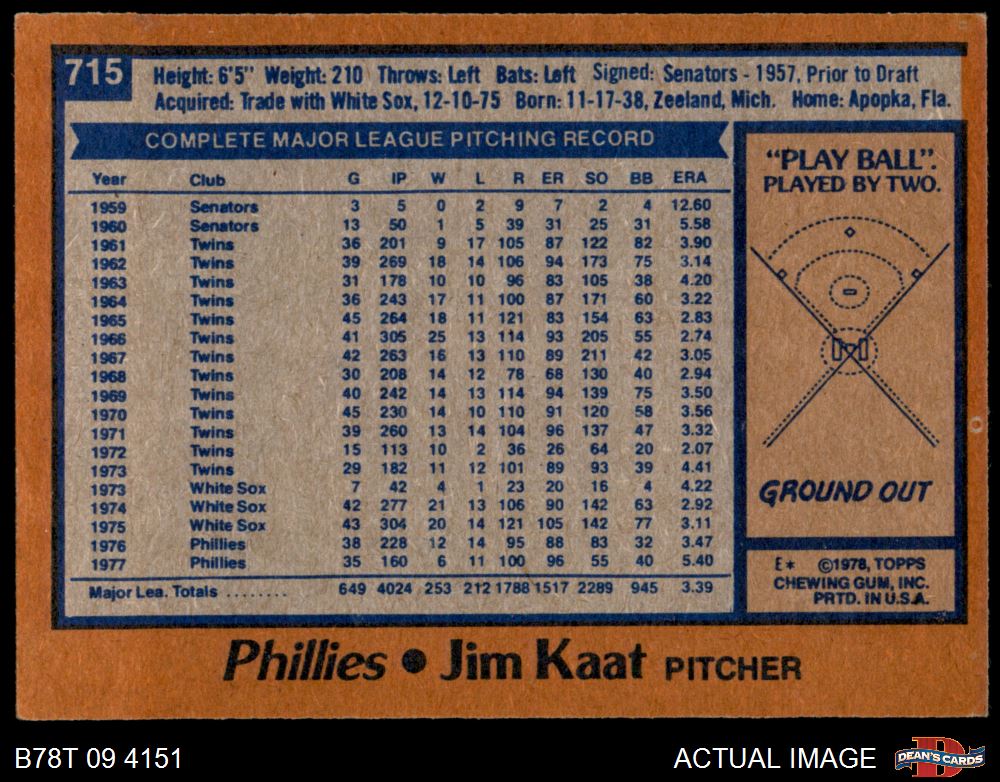 715
Height: 6'5" Weight: 210 Throws: Left Bats: Left Signed: Senators - 1957, Prior to Draft
Acquired: Trade with White Sox, 12-10-75 Born: 11-17-38, Zeeland, Mich. Home: Apopka, Fla.
COMPLETE MAJOR LEAGUE PITCHING RECORD
Year Club G IP W L R ER SO BB ERA
1959 Senators 3 5 0 2 9 7 2 4 12.60
1960 Senators 13 50 1 5 39 31 25 31 5.58
1961 Twins 36 201 9 17 105 87 122 82 3.90
1962 Twins 39 269 18 14 106 94 173 75 3.14
1963 Twins 31 178 10 10 96 83 105 38 4.20
1964 Twins 36 243 17 11 100 87 171 60 3.22
1965 Twins 45 264 18 11 121 83 154 63 2.83
1966 Twins 41 305 25 13 114 93 205 55 2.74
1967 Twins 42 263 16 13 110 89 211 42 3.05
1968 Twins 30 208 14 12 78 68 130 40 2.94
1969 Twins 40 242 14 13 114 94 139 75 3.50
1970 Twins 45 230 14 10 110 91 120 58 3.56
1971 Twins 39 260 13 14 104 96 137 47 3.32
1972 Twins 15 113 10 2 36 26 64 20 2.07
1973 Twins 29 182 11 12 101 89 93 39 4.41
1973 White Sox 7 42 4 1 23 20 16 4 4.22
1974 White Sox 42 277 21 13 106 90 142 63 2.92
1975 White Sox 43 304 20 14 121 105 142 77 3.11
1976 Phillies 38 228 12 14 95 88 83 32 3.47
1977 Phillies 35 160 6 11 100 96 55 40 5.40
Major Lea. Totals ........ 649 4024 253 212 1788 1517 2289 945 3.39
"PLAY BALL".
PLAYED BY TWO.
GROUND OUT
E* ©1978, TOPPS
CHEWING GUM, INC.
PRTD. IN U.S.A.
Phillies • Jim Kaat PITCHER
B78T 09 4151
ACTUAL IMAGE
D
DEAN'S CARDS